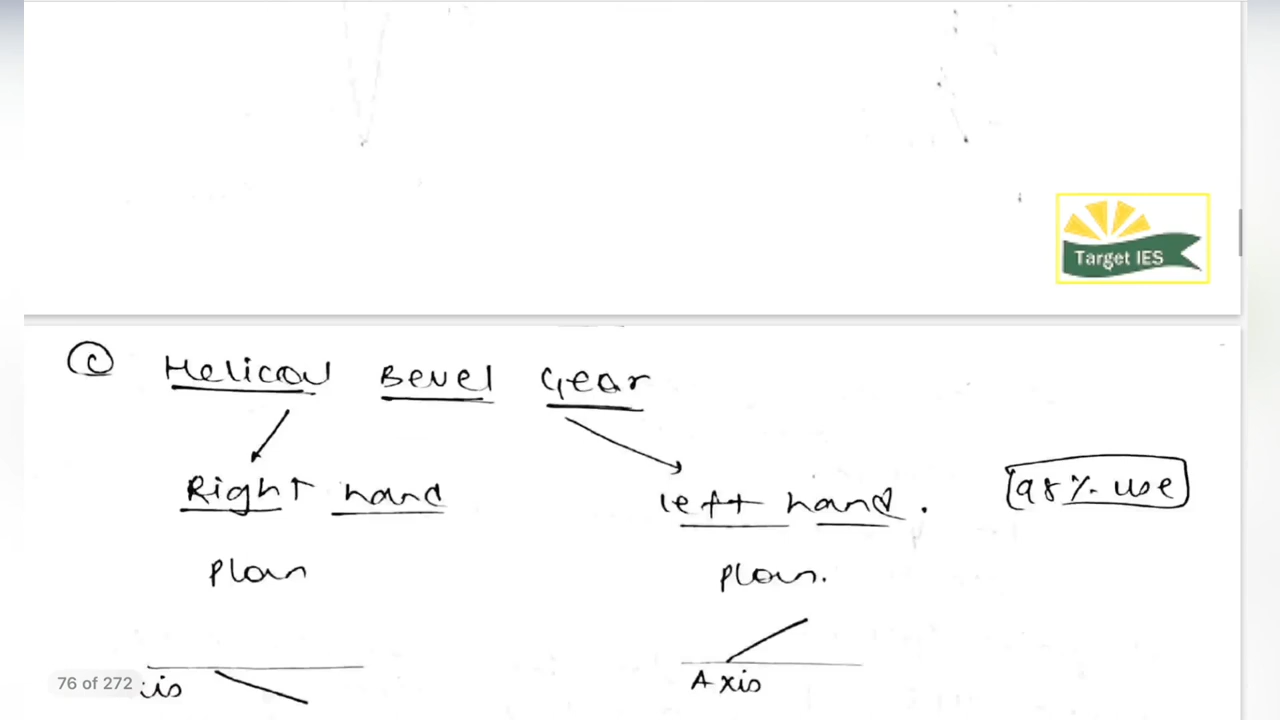 Target IES
C Helical Bevel Gear
Right hand left hand. 98% use
Plan Plan.
Axis
76 of 272